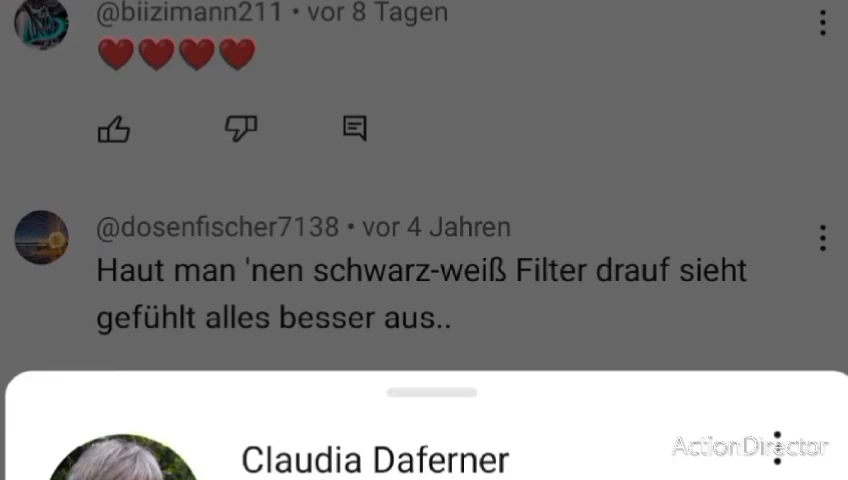 @biizimann211 • vor 8 Tagen
❤️❤️❤️❤️
@dosenfischer7138 • vor 4 Jahren
Haut man 'nen schwarz-weiß Filter drauf sieht
gefühlt alles besser aus..
Claudia Daferner
ActionDirector